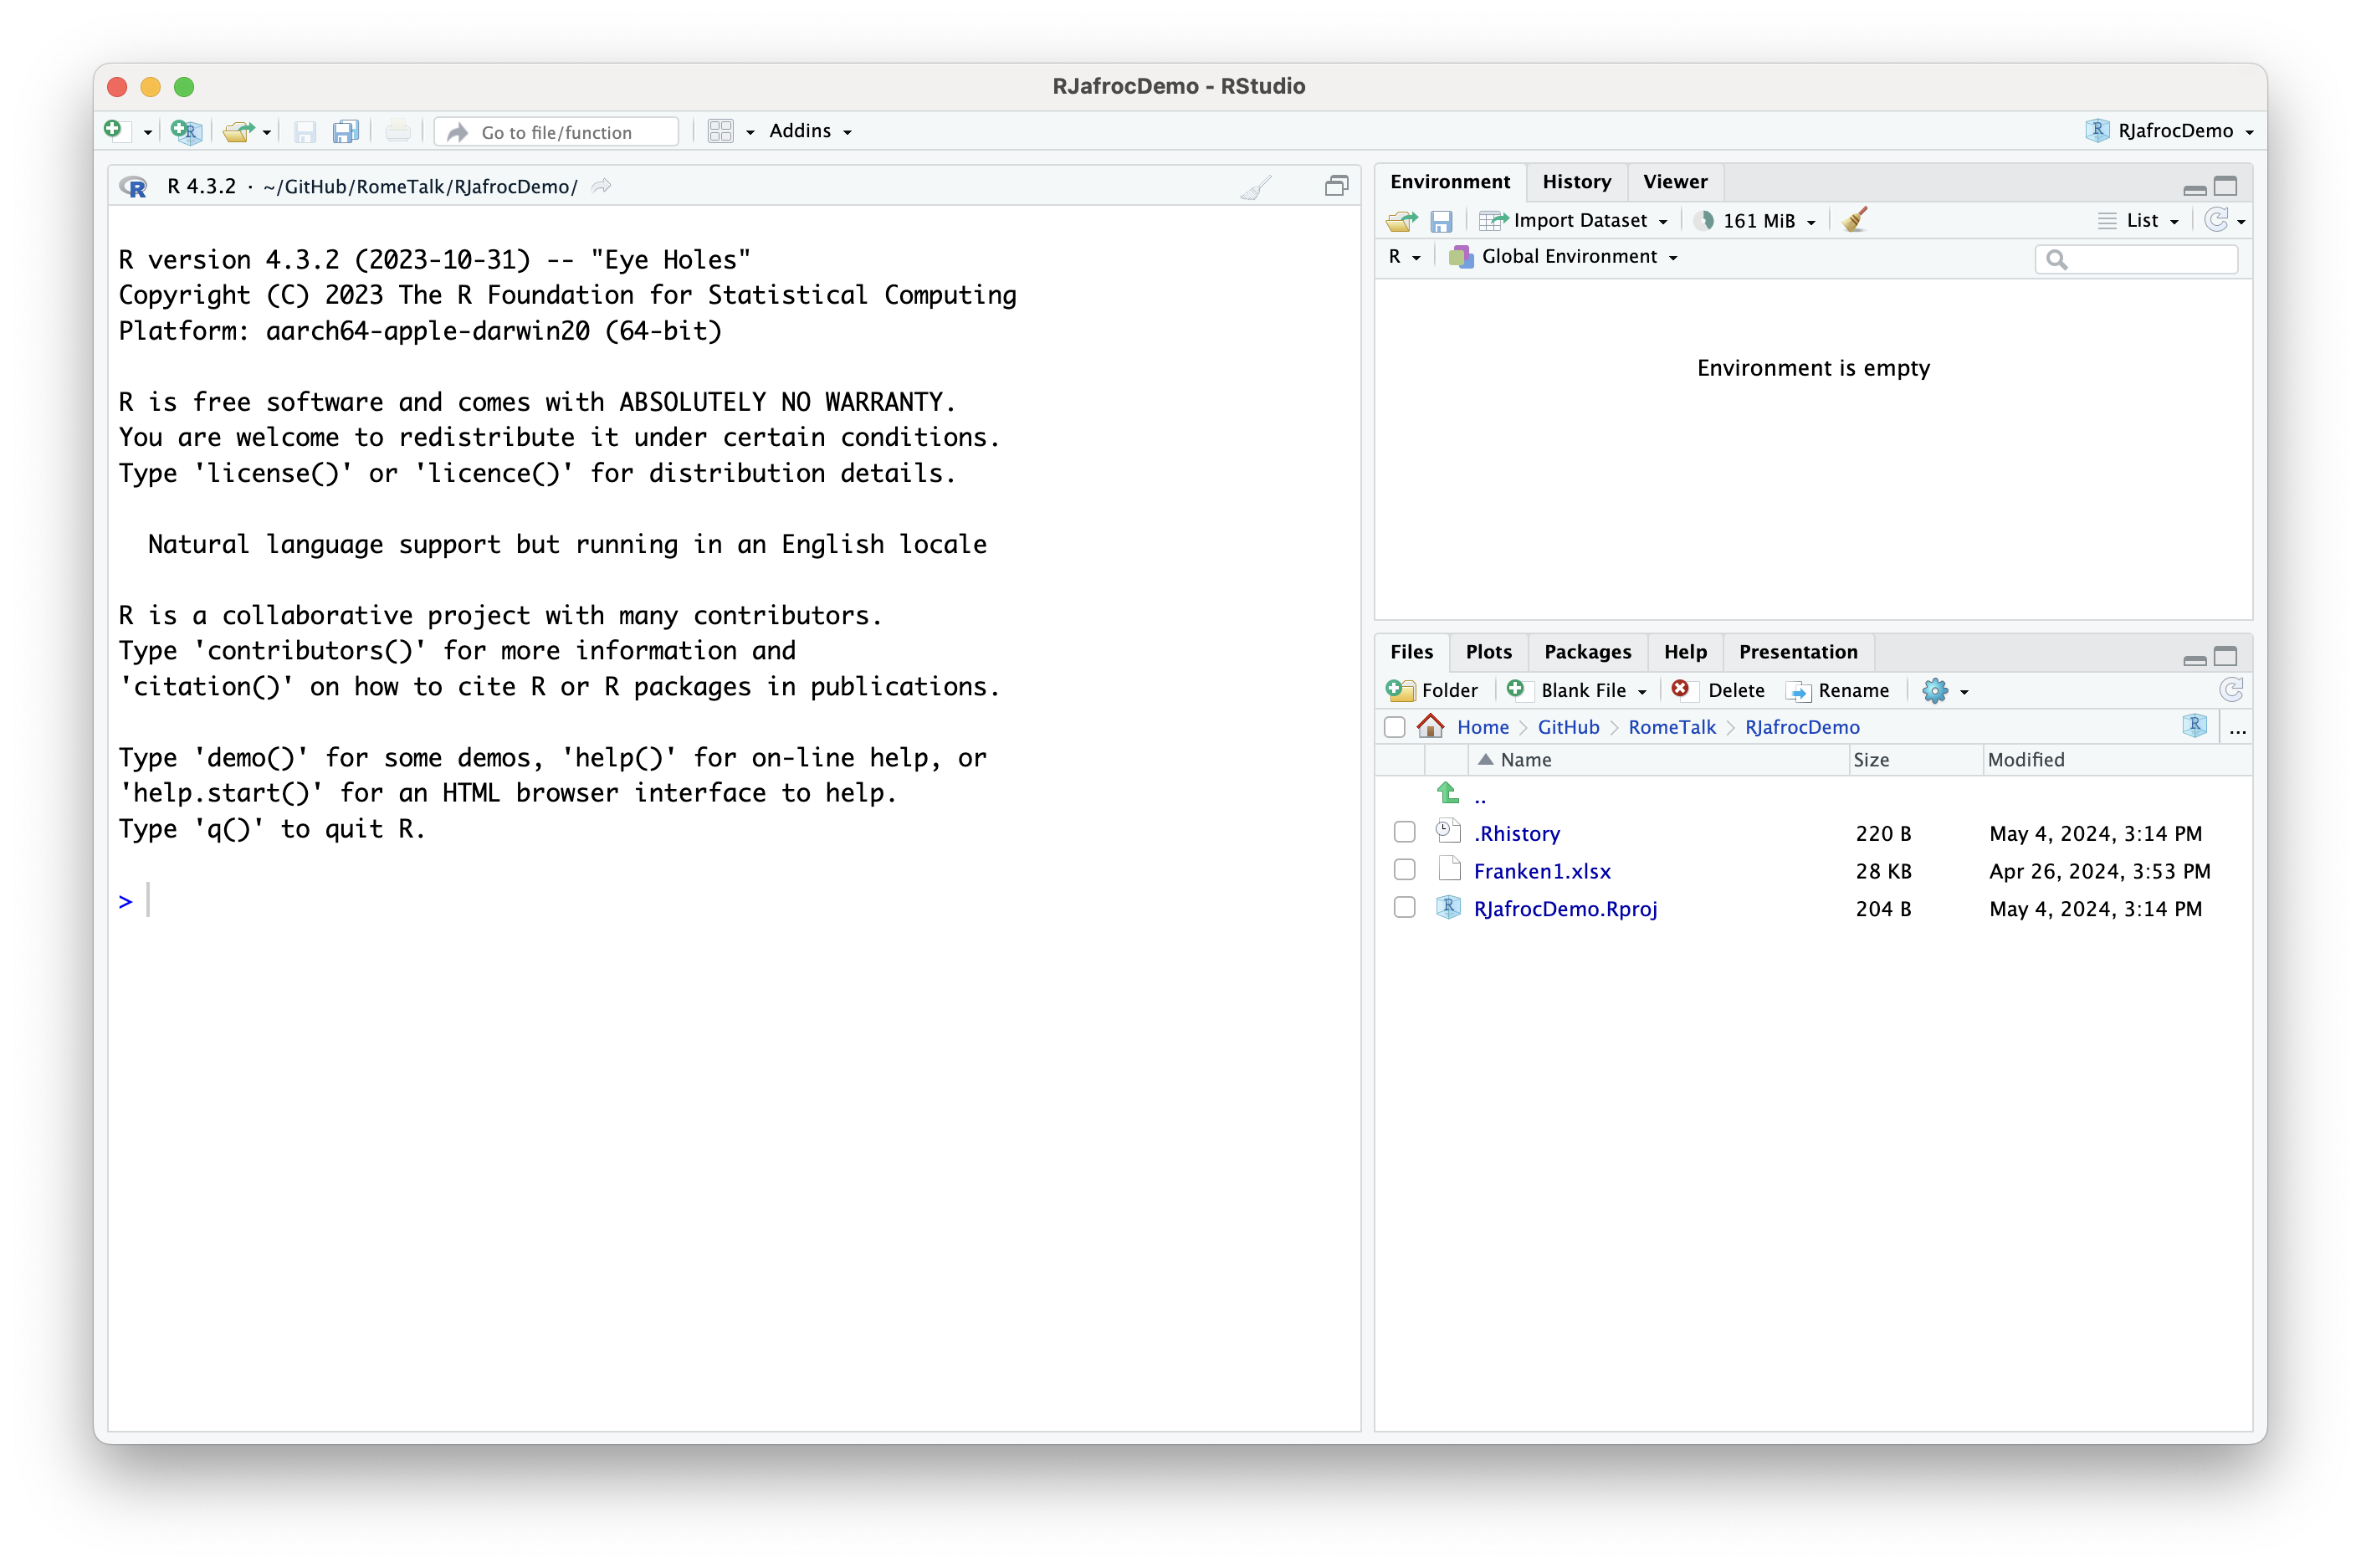 RJafrocDemo - RStudio
Go to file/function
Addins
RJafrocDemo
R 4.3.2 · ~/GitHub/RomeTalk/RJafrocDemo/
R version 4.3.2 (2023-10-31) -- "Eye Holes"
Copyright (C) 2023 The R Foundation for Statistical Computing
Platform: aarch64-apple-darwin20 (64-bit)
R is free software and comes with ABSOLUTELY NO WARRANTY.
You are welcome to redistribute it under certain conditions.
Type 'license()' or 'licence()' for distribution details.
Natural language support but running in an English locale
R is a collaborative project with many contributors.
Type 'contributors()' for more information and
'citation()' on how to cite R or R packages in publications.
Type 'demo()' for some demos, 'help()' for on-line help, or
'help.start()' for an HTML browser interface to help.
Type 'q()' to quit R.
>
Environment History Viewer
Import Dataset 161 MiB List
R Global Environment
Environment is empty
Files Plots Packages Help Presentation
Folder Blank File Delete Rename
Home GitHub RomeTalk RJafrocDemo ...
Name Size Modified
..
.Rhistory 220 B May 4, 2024, 3:14 PM
Franken1.xlsx 28 KB Apr 26, 2024, 3:53 PM
RJafrocDemo.Rproj 204 B May 4, 2024, 3:14 PM